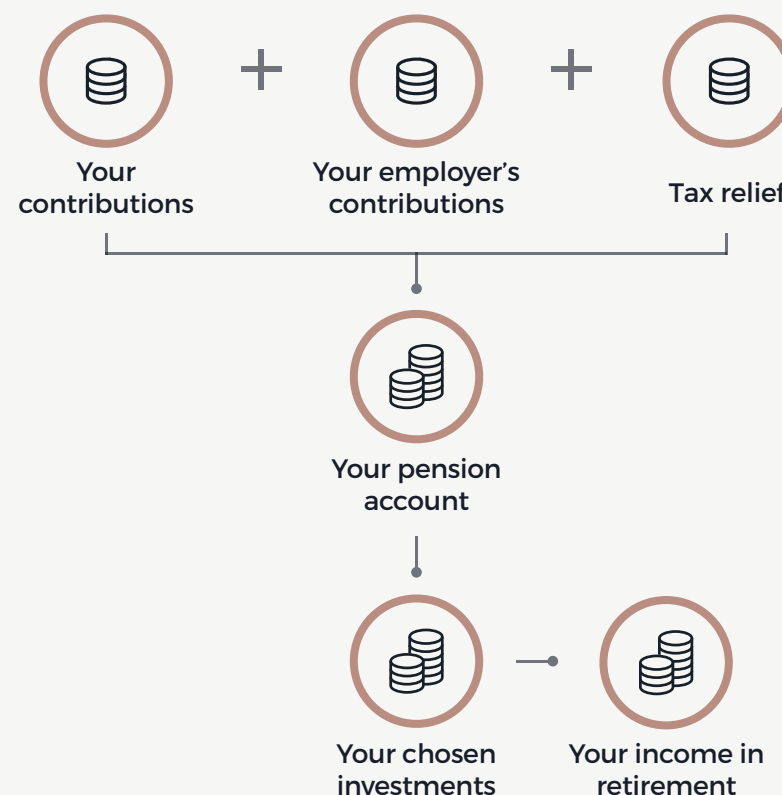 Your
contributions
Your employer’s
contributions
Tax relief
Your pension
account
Your chosen
investments
Your income in
retirement